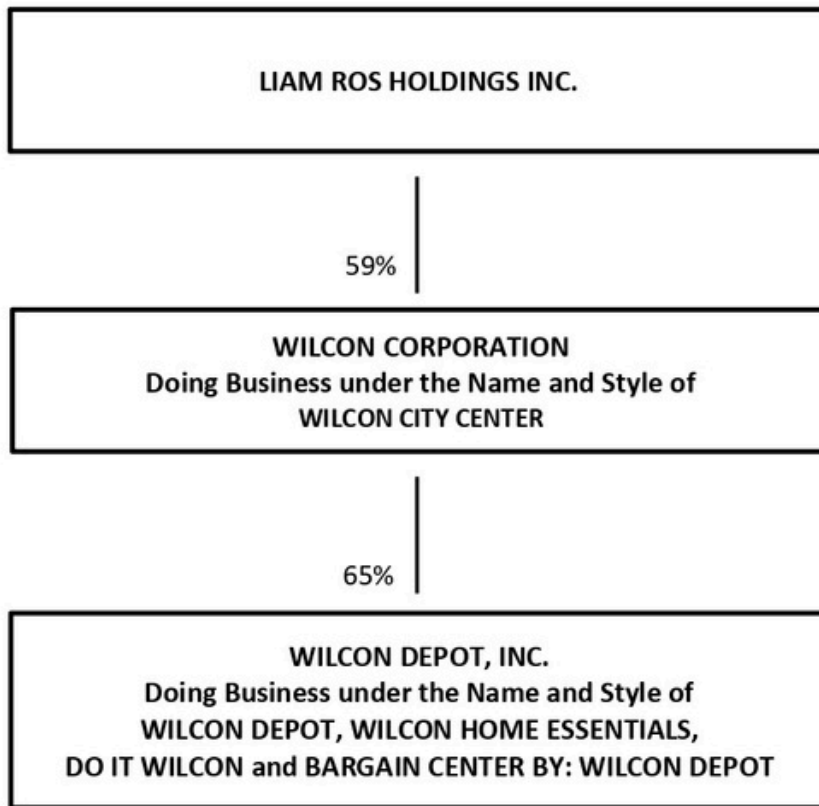 LIAM ROS HOLDINGS INC.
59%
WILCON CORPORATION
Doing Business under the Name and Style of
WILCON CITY CENTER
65%
WILCON DEPOT, INC.
Doing Business under the Name and Style of
WILCON DEPOT, WILCON HOME ESSENTIALS,
DO IT WILCON and BARGAIN CENTER BY: WILCON DEPOT